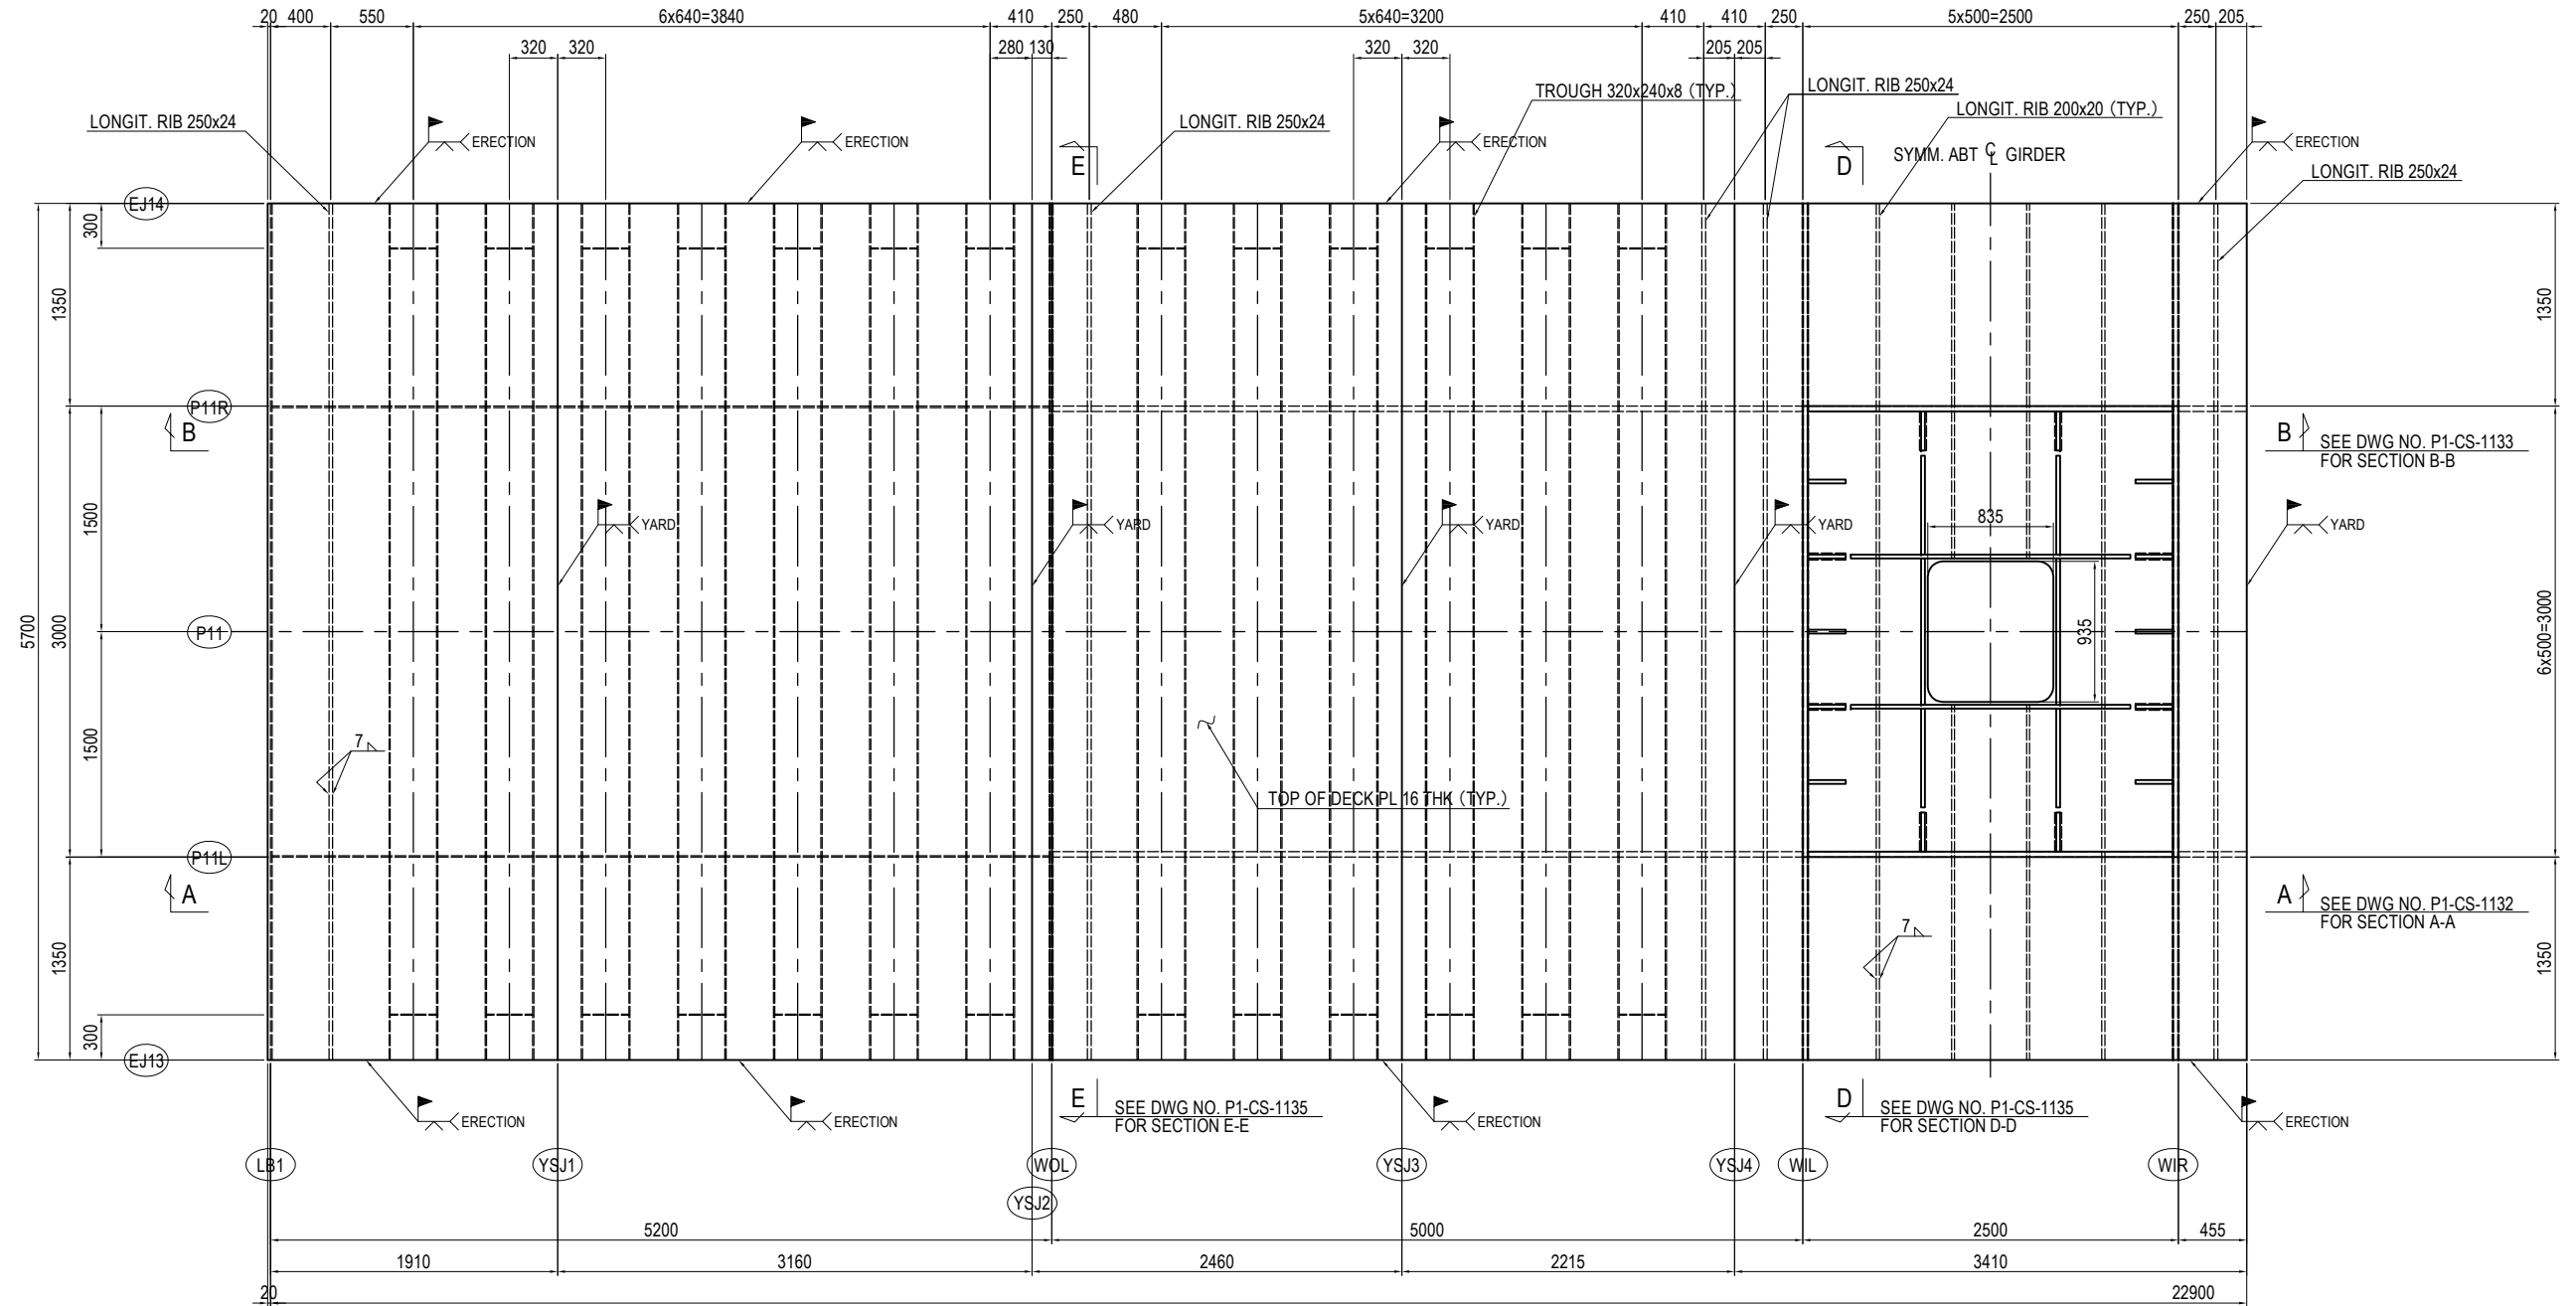 20 400 550 6x640=3840 410 250 480 5x640=3200 410 410 250 5x500=2500 250 205
320 320 280 130 320 320 205 205
TROUGH 320x240x8 (TYP.)
LONGIT. RIB 250x24
LONGIT. RIB 250x24
LONGIT. RIB 250x24
LONGIT. RIB 200x20 (TYP.)
ERECTION
ERECTION
ERECTION
ERECTION
E
D
SYMM. ABT ℄ GIRDER
LONGIT. RIB 250x24
EJ14
300
1350
1350
P11R
B
B
SEE DWG NO. P1-CS-1133
FOR SECTION B-B
1500
YARD
YARD
YARD
YARD
YARD
835
935
5700
3000
P11
6x500=3000
1500
7
TOP OF DECK PL 16 THK (TYP.)
P11L
A
A
SEE DWG NO. P1-CS-1132
FOR SECTION A-A
7
1350
1350
300
EJ13
E
SEE DWG NO. P1-CS-1135
FOR SECTION E-E
D
SEE DWG NO. P1-CS-1135
FOR SECTION D-D
ERECTION
ERECTION
ERECTION
ERECTION
LB1
YSJ1
WOL
YSJ3
YSJ4
WIL
WIR
YSJ2
5200 5000 2500 455
1910 3160 2460 2215 3410
20 22900